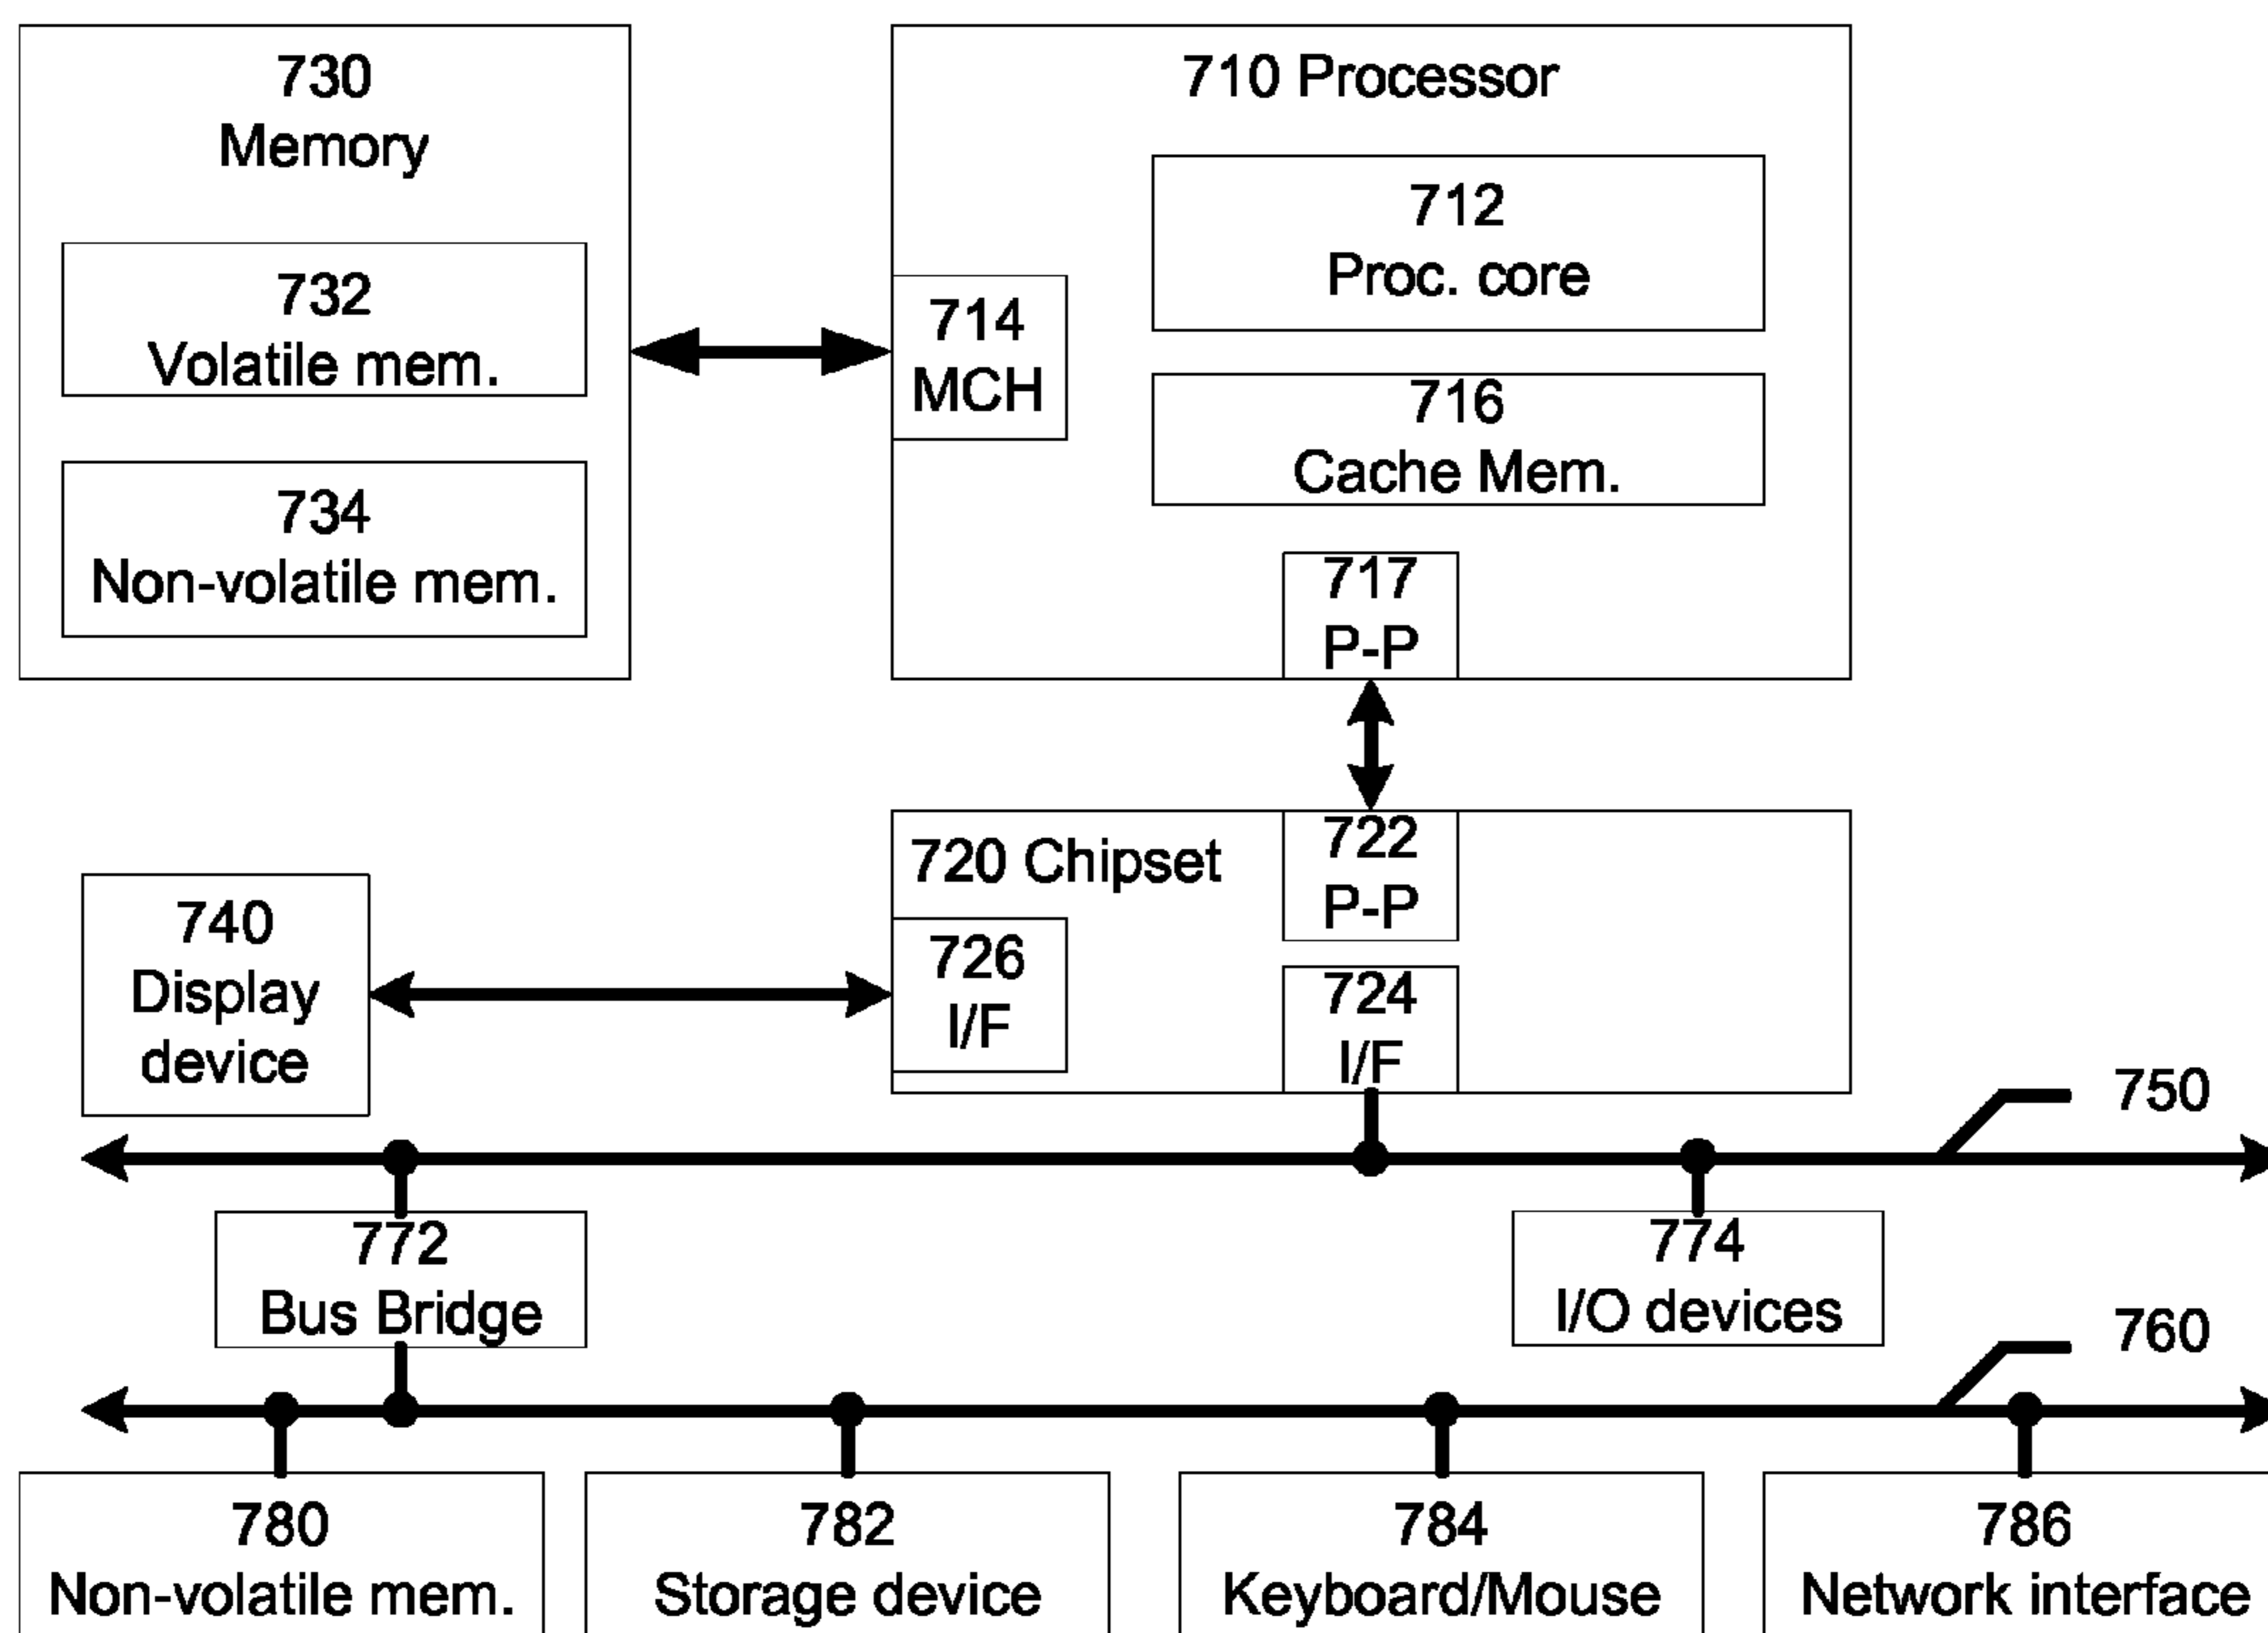 730
Memory
732
Volatile mem.
734
Non-volatile mem.
710 Processor
712
Proc. core
714
MCH
716
Cache Mem.
717
P-P
720 Chipset
722
P-P
726
I/F
724
I/F
740
Display
device
750
772
Bus Bridge
774
I/O devices
760
780
Non-volatile mem.
782
Storage device
784
Keyboard/Mouse
786
Network interface